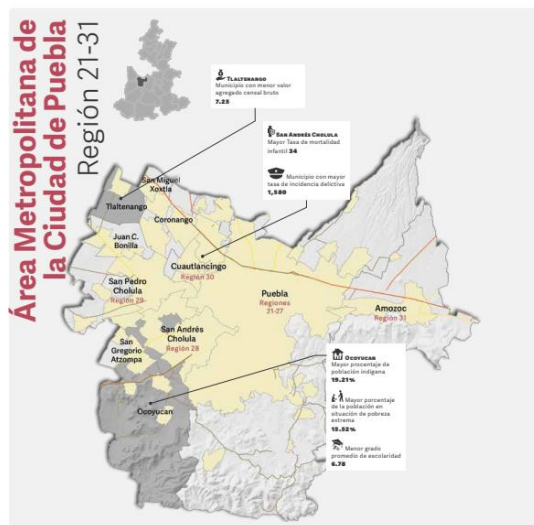 Área Metropolitana de
la Ciudad de Puebla
Región 21-31
TLALTENANGO
Municipio con menor valor
agregado censal bruto
7.23
SAN ANDRÉS CHOLULA
Mayor Tasa de mortalidad
infantil 34
Municipio con mayor
tasa de incidencia delictiva
1,580
San Miguel
Xoxtla
Tlaltenango
Coronango
Juan C.
Bonilla
Cuautlancingo
Región 30
San Pedro
Cholula
Región 29
Puebla
Regiones
21-27
Amozoc
Región 31
San Andrés
Cholula
Región 28
San
Gregorio
Atzompa
Ocoyucan
OCOYUCAN
Mayor procentaje de
población indígena
19.21%
Mayor porcentaje
de la población en
situación de pobreza
extrema
13.52%
Menor grado
promedio de escolaridad
6.78